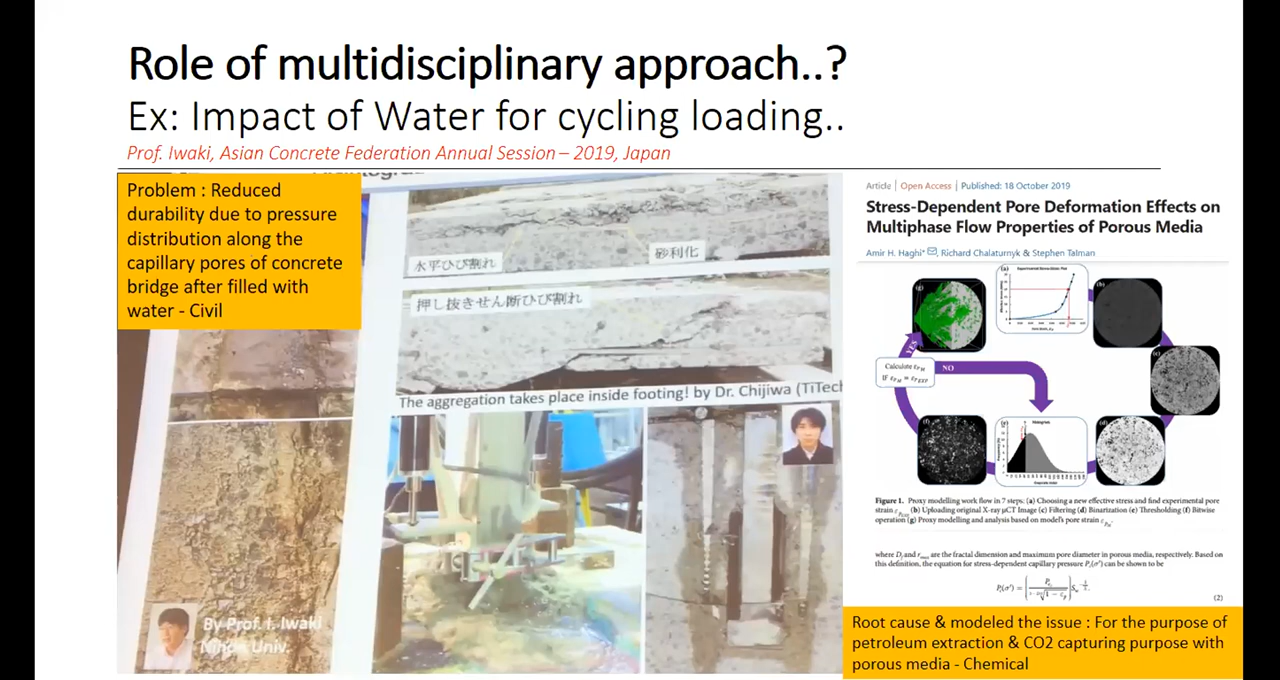 Role of multidisciplinary approach..?
Ex: Impact of Water for cycling loading..
Prof. Iwaki, Asian Concrete Federation Annual Session – 2019, Japan
Problem : Reduced
durability due to pressure
distribution along the
capillary pores of concrete
bridge after filled with
water - Civil
水平ひび割れ
砂利化
押し抜きせん断ひび割れ
The aggregation takes place inside footing! by Dr. Chijiwa (TiTech
By Prof. I. Iwaki
Nihon Univ.
Article | Open Access | Published: 18 October 2019
Stress-Dependent Pore Deformation Effects on
Multiphase Flow Properties of Porous Media
Amir H. Haghi, Richard Chalaturnyk & Stephen Talman
(a)
(g)
(b)
YES
Calculate
NO
IF
(c)
(f)
(e)
Histogram
(d)
Figure 1. Proxy modelling work flow in 7 steps: (a) Choosing a new effective stress and find experimental pore
strain (b) Uploading original X-ray µCT Image (c) Filtering (d) Binarization (e) Thresholding (f) Bitwise
operation (g) Proxy modelling and analysis based on model's pore strain
where and are the fractal dimension and maximum pore diameter in porous media, respectively. Based on
this definition, the equation for stress-dependent capillary pressure can be shown to be
(2)
Root cause & modeled the issue : For the purpose of
petroleum extraction & CO2 capturing purpose with
porous media - Chemical